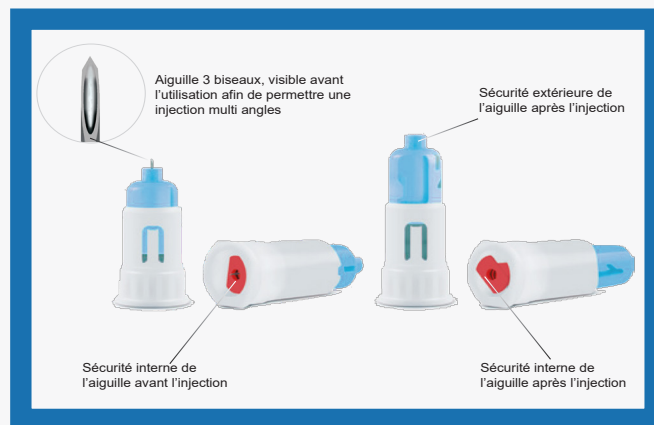 Aiguille 3 biseaux, visible avant
l'utilisation afin de permettre une
injection multi angles
Sécurité extérieure de
l'aiguille après l'injection
Sécurité interne de
l'aiguille avant l'injection
Sécurité interne de
l'aiguille après l'injection